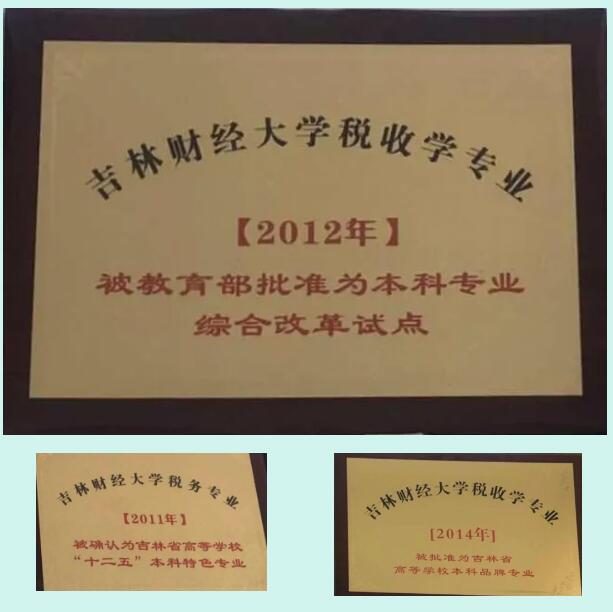 吉林财经大学税收学专业
【2012年】
被教育部批准为本科专业
综合改革试点
吉林财经大学税务专业
【2011年】
被确认为吉林省高等学校
“十二五”本科特色专业
吉林财经大学税收学专业
[2014年]
被批准为吉林省
高等学校本科品牌专业